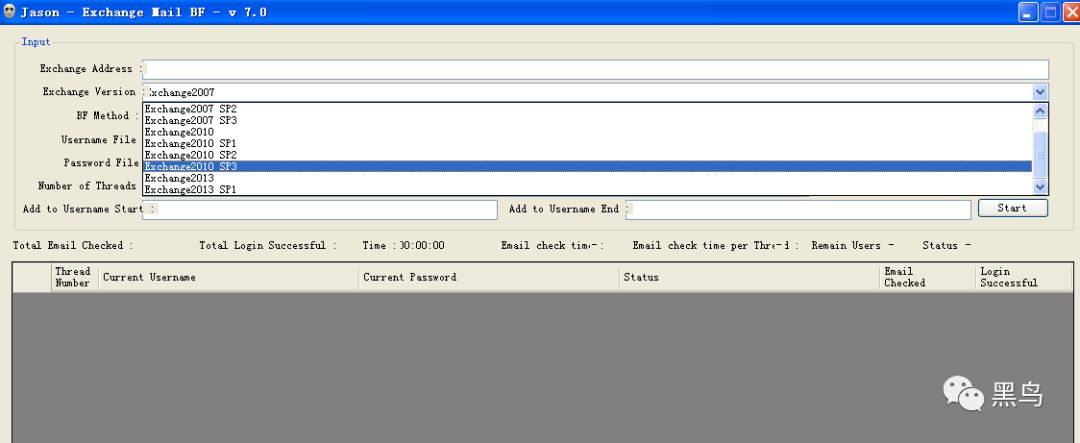 Jason - Exchange Mail BF - v 7.0
Input
Exchange Address :
Exchange Version : Exchange2007
BF Method :
Exchange2007 SP2
Exchange2007 SP3
Exchange2010
Exchange2010 SP1
Exchange2010 SP2
Exchange2010 SP3
Exchange2013
Exchange2013 SP1
Username File
Password File
Number of Threads
Add to Username Start :
Add to Username End :
Start
Total Email Checked :
Total Login Successful :
Time : 00:00:00
Email check time- :
Email check time per Thread :
Remain Users -
Status -
Thread Number
Current Username
Current Password
Status
Email Checked
Login Successful
黑鸟